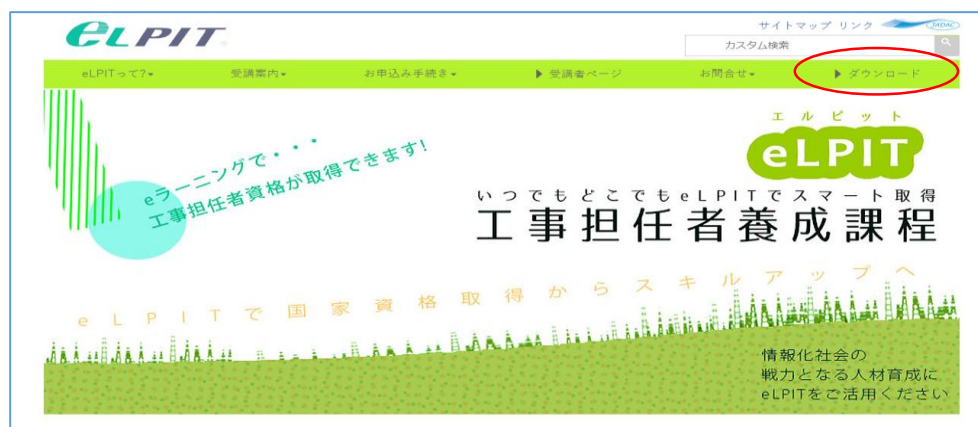 eLPIT
サイトマップ リンク JADAC
カスタム検索
eLPITって?▾ 受講案内▾ お申込み手続き▾ ▶ 受講者ページ お問合せ▾ ▶ ダウンロード
eラーニングで・・・
工事担任者資格が取得できます!
エルピット
eLPIT
いつでもどこでもeLPITでスマート取得
工事担任者養成課程
eLPITで国家資格取得からスキルアップへ
情報化社会の
戦力となる人材育成に
eLPITをご活用ください